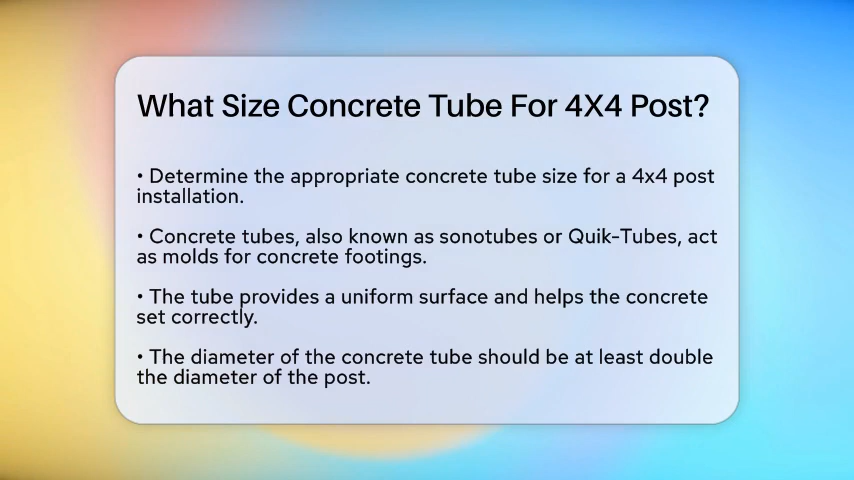 What Size Concrete Tube For 4X4 Post?
• Determine the appropriate concrete tube size for a 4x4 post
installation.
• Concrete tubes, also known as sonotubes or Quik-Tubes, act
as molds for concrete footings.
• The tube provides a uniform surface and helps the concrete
set correctly.
• The diameter of the concrete tube should be at least double
the diameter of the post.